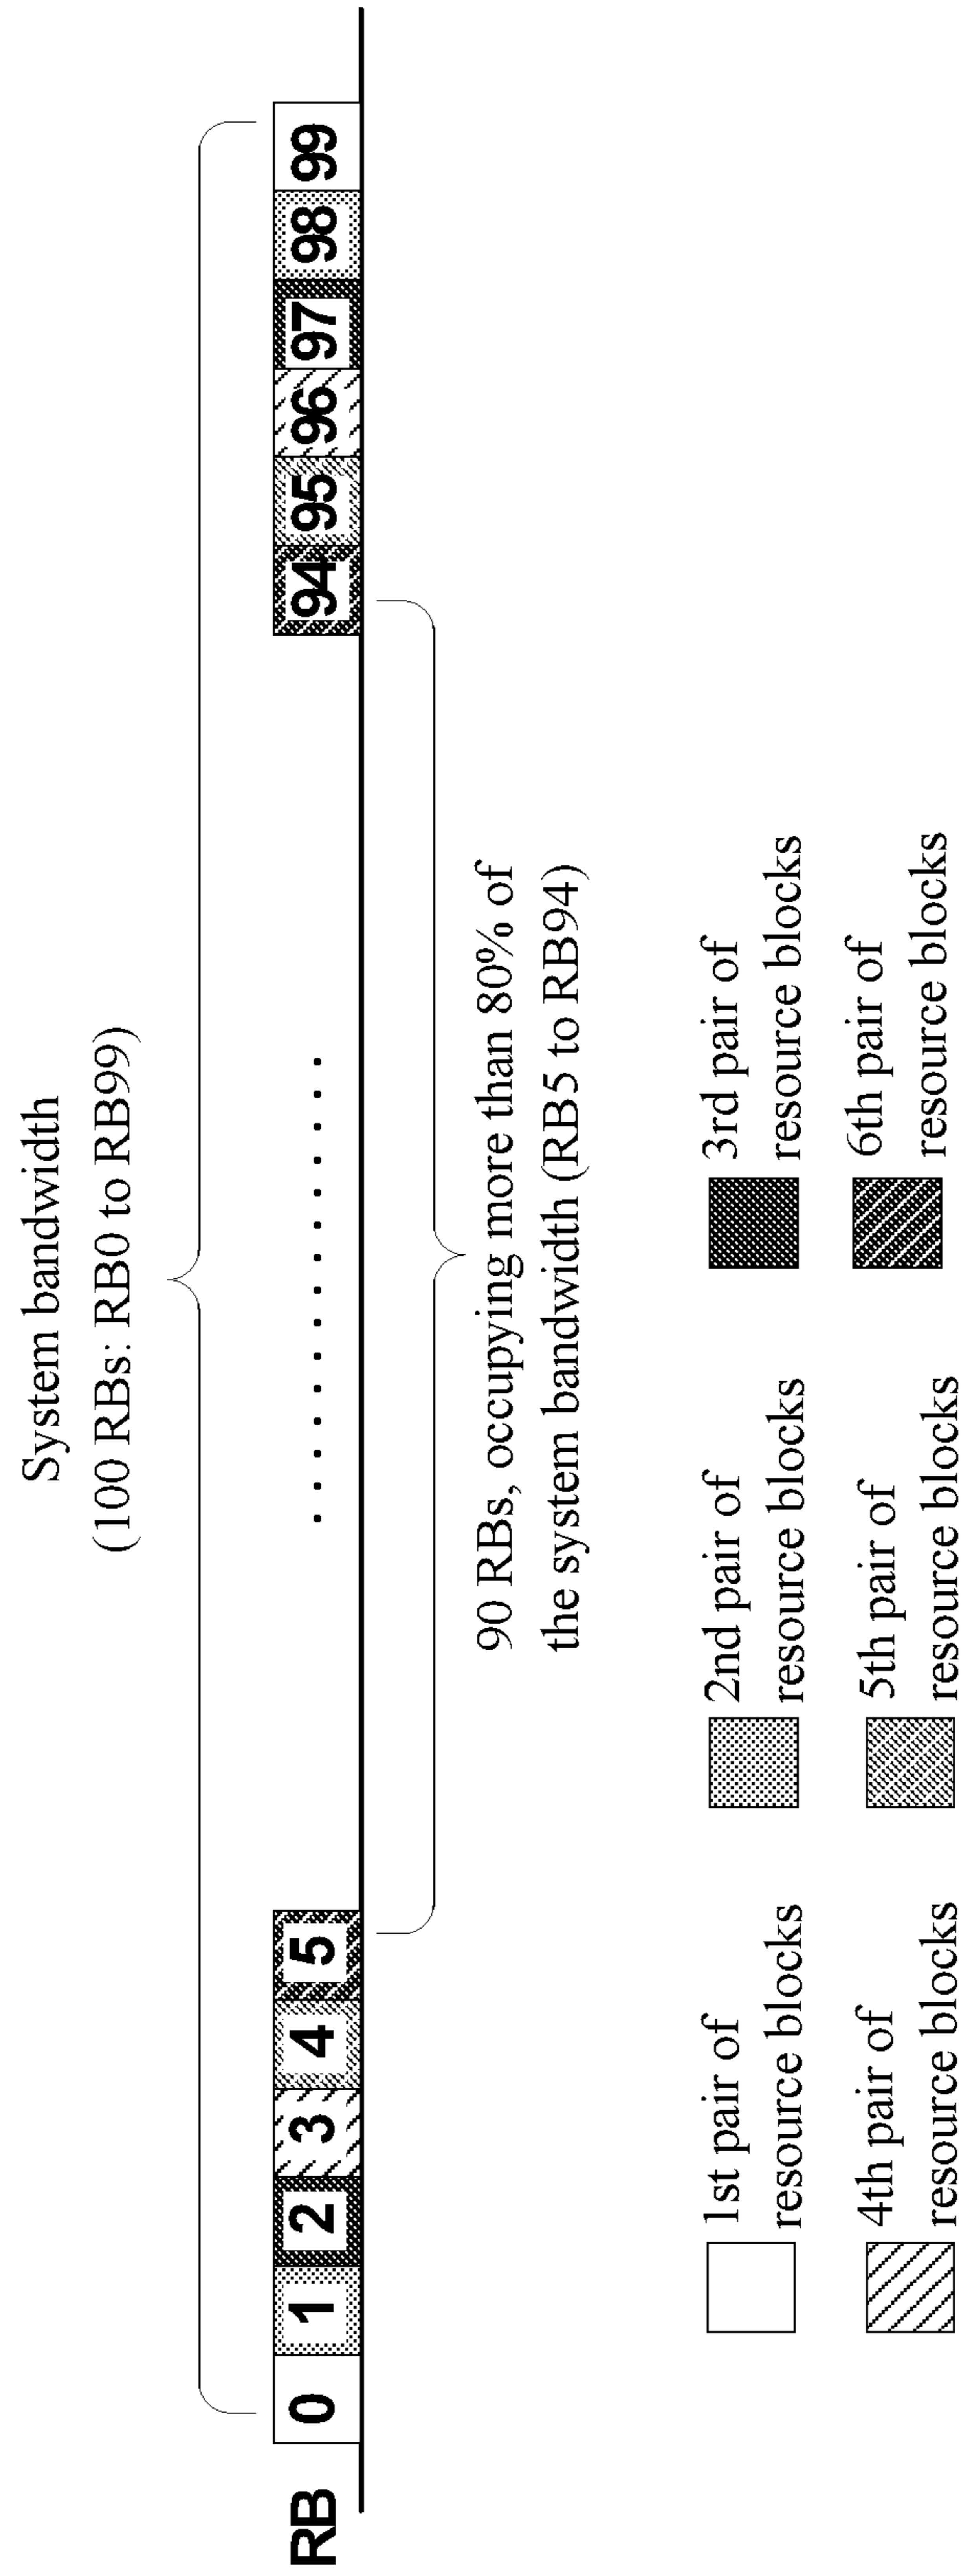 System bandwidth
(100 RBs: RB0 to RB99)
RB 0 1 2 3 4 5 ............... 94 95 96 97 98 99
90 RBs, occupying more than 80% of
the system bandwidth (RB5 to RB94)
1st pair of
resource blocks
2nd pair of
resource blocks
3rd pair of
resource blocks
4th pair of
resource blocks
5th pair of
resource blocks
6th pair of
resource blocks